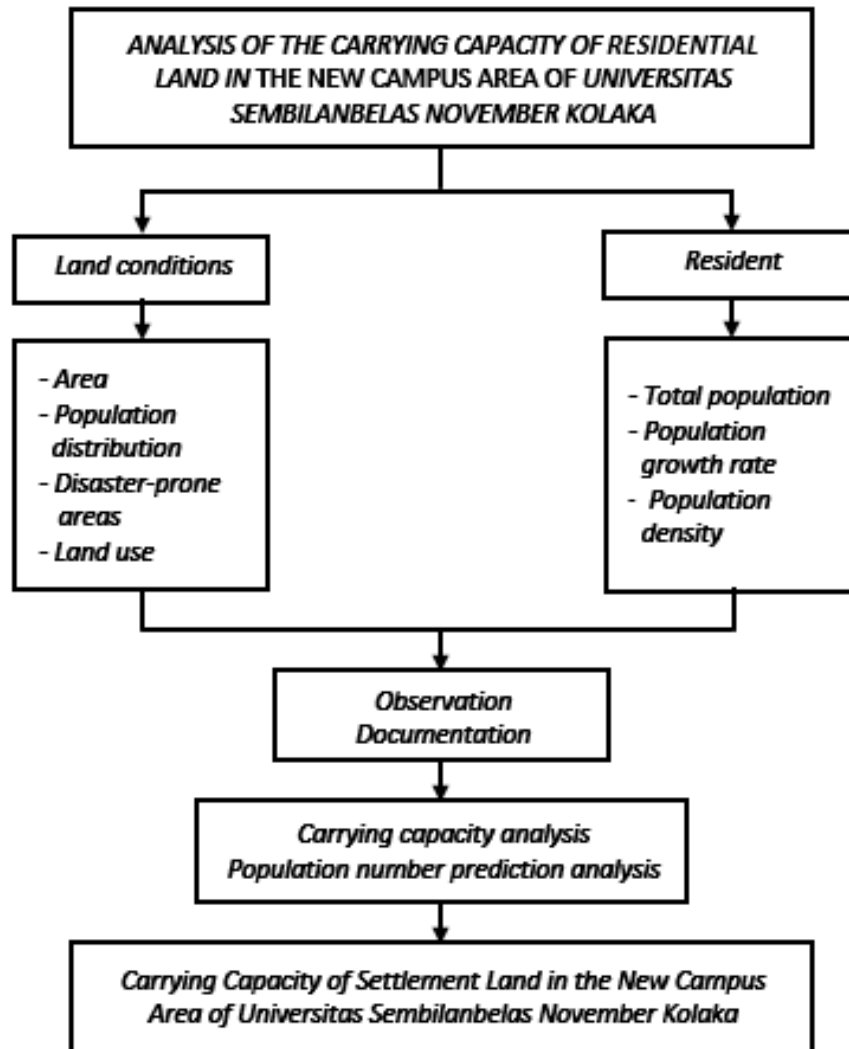 ANALYSIS OF THE CARRYING CAPACITY OF RESIDENTIAL
LAND IN THE NEW CAMPUS AREA OF UNIVERSITAS
SEMBILANBELAS NOVEMBER KOLAKA
Land conditions
Resident
- Area
- Population
distribution
- Disaster-prone
areas
- Land use
- Total population
- Population
growth rate
- Population
density
Observation
Documentation
Carrying capacity analysis
Population number prediction analysis
Carrying Capacity of Settlement Land in the New Campus
Area of Universitas Sembilanbelas November Kolaka